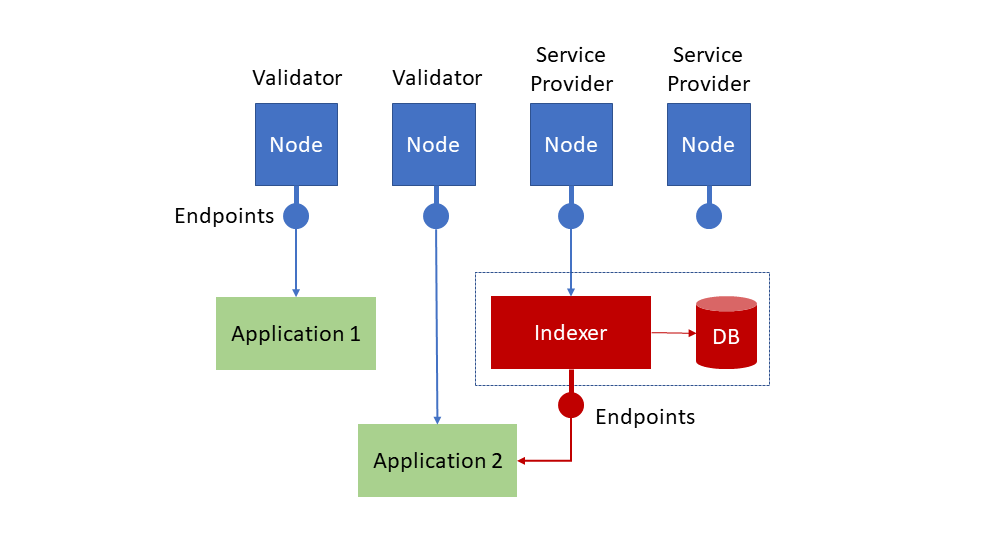 Service
Service
Validator
Validator
Provider
Provider
Node
Node
Node
Node
Endpoints
Application 1
Indexer
DB
Endpoints
Application 2